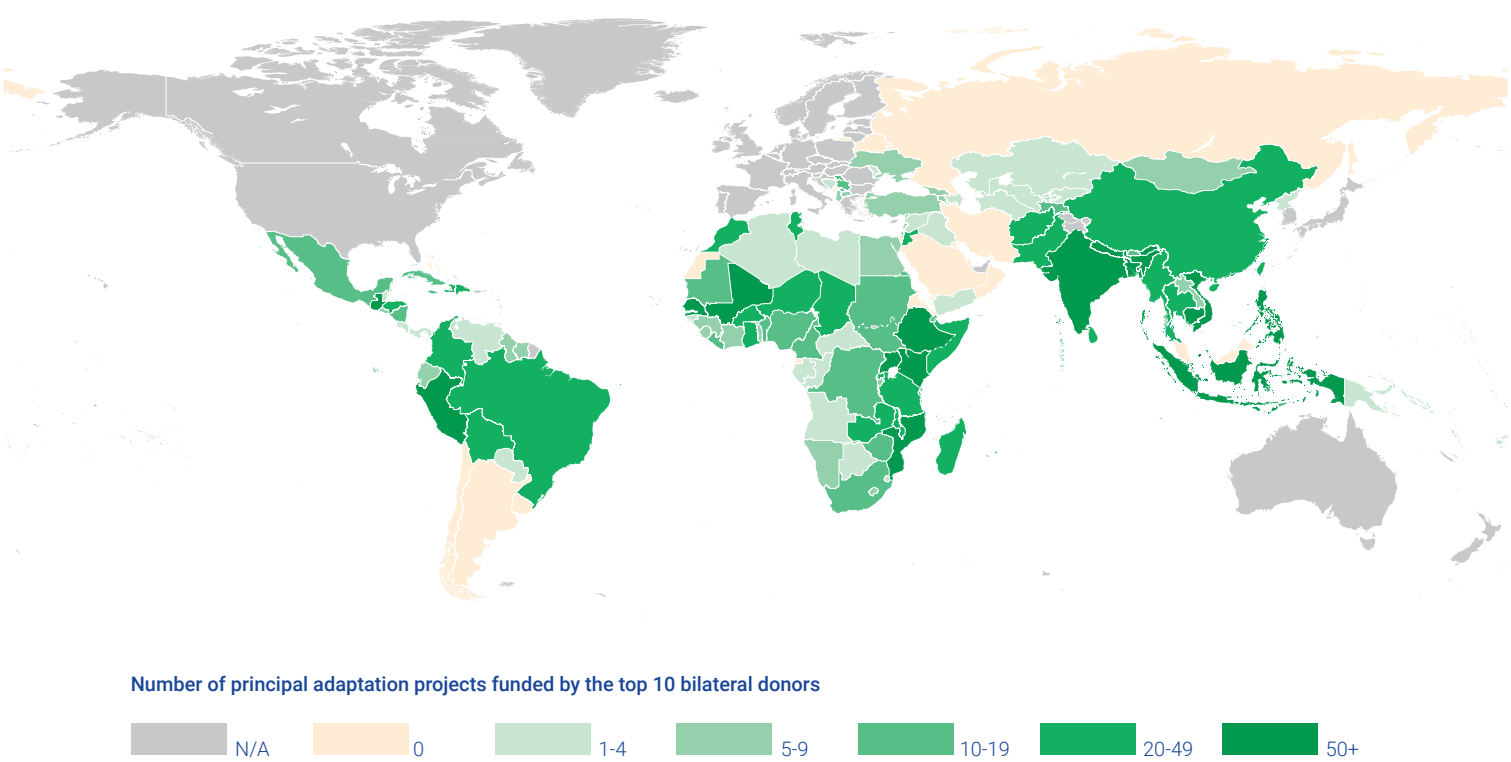 Number of principal adaptation projects funded by the top 10 bilateral donors
N/A 0 1-4 5-9 10-19 20-49 50+